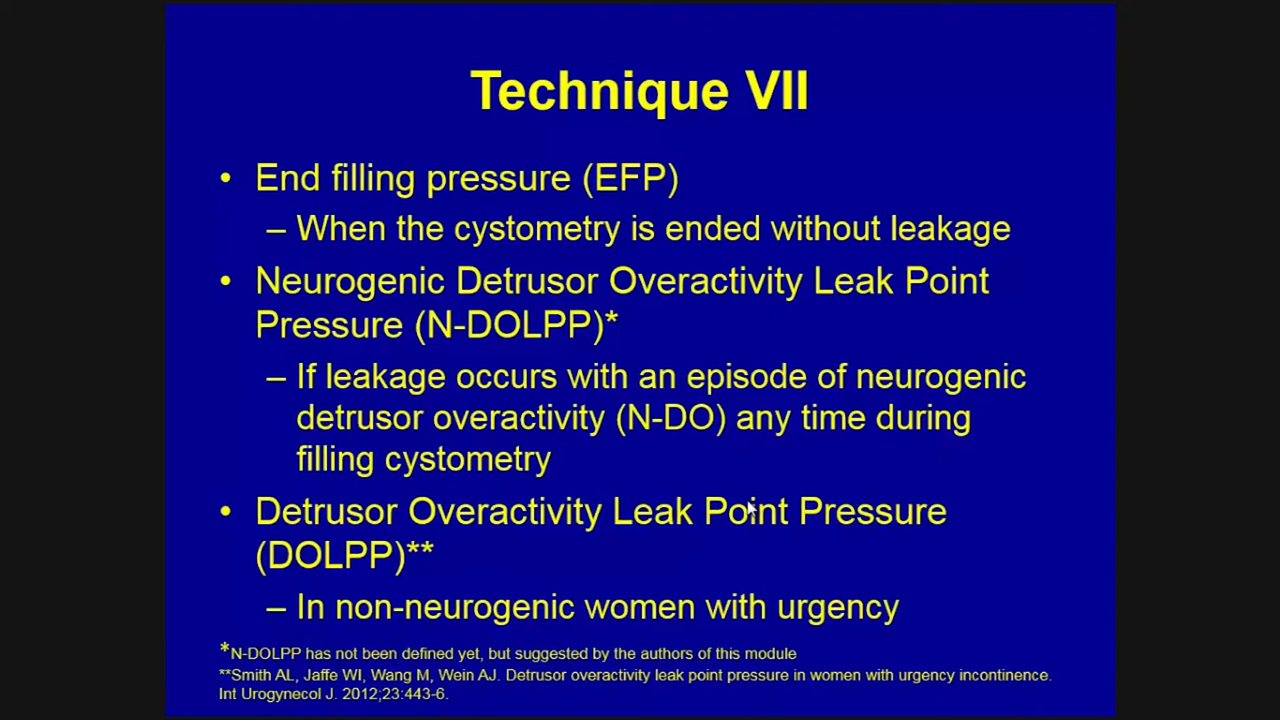 Technique VII
• End filling pressure (EFP)
– When the cystometry is ended without leakage
• Neurogenic Detrusor Overactivity Leak Point
Pressure (N-DOLPP)*
– If leakage occurs with an episode of neurogenic
detrusor overactivity (N-DO) any time during
filling cystometry
• Detrusor Overactivity Leak Point Pressure
(DOLPP)**
– In non-neurogenic women with urgency
*N-DOLPP has not been defined yet, but suggested by the authors of this module
**Smith AL, Jaffe WI, Wang M, Wein AJ. Detrusor overactivity leak point pressure in women with urgency incontinence.
Int Urogynecol J. 2012;23:443-6.